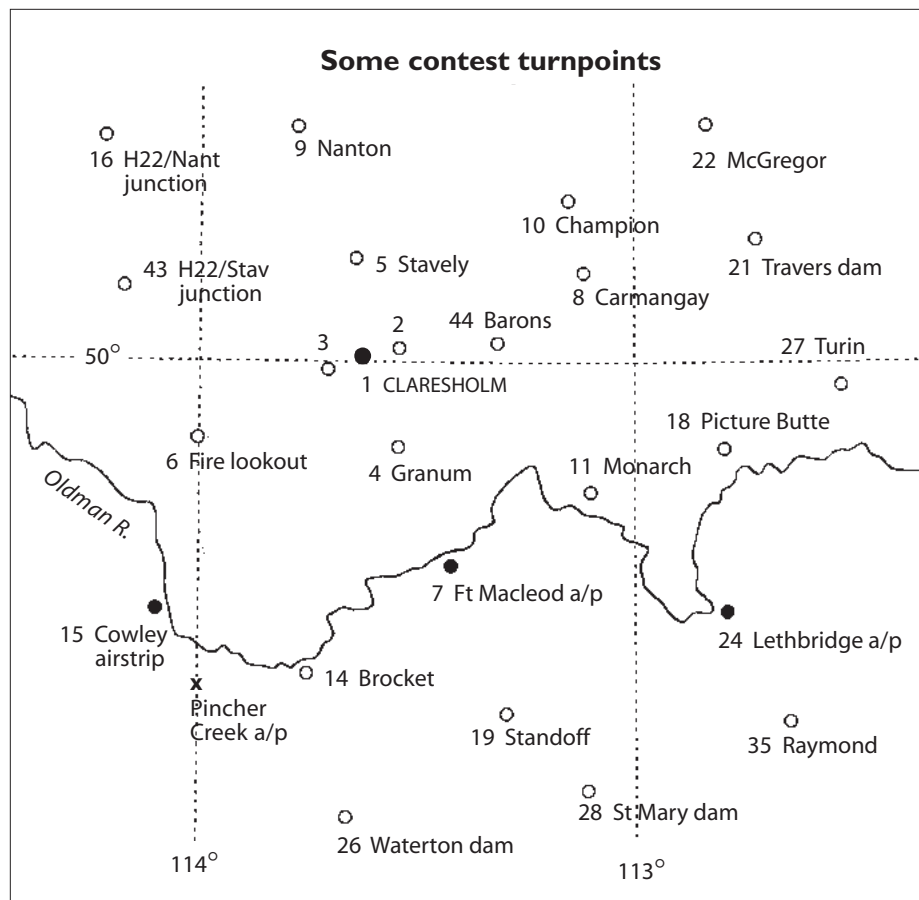 Some contest turnpoints
16 H22/Nant
junction
9 Nanton
22 McGregor
10 Champion
43 H22/Stav
junction
5 Stavely
21 Travers dam
8 Carmangay
44 Barons
2
3
50°
27 Turin
1 CLARESHOLM
18 Picture Butte
6 Fire lookout
4 Granum
11 Monarch
Oldman R.
7 Ft Macleod a/p
15 Cowley
airstrip
24 Lethbridge a/p
14 Brocket
x
Pincher
Creek a/p
19 Standoff
35 Raymond
28 St Mary dam
26 Waterton dam
114°
113°